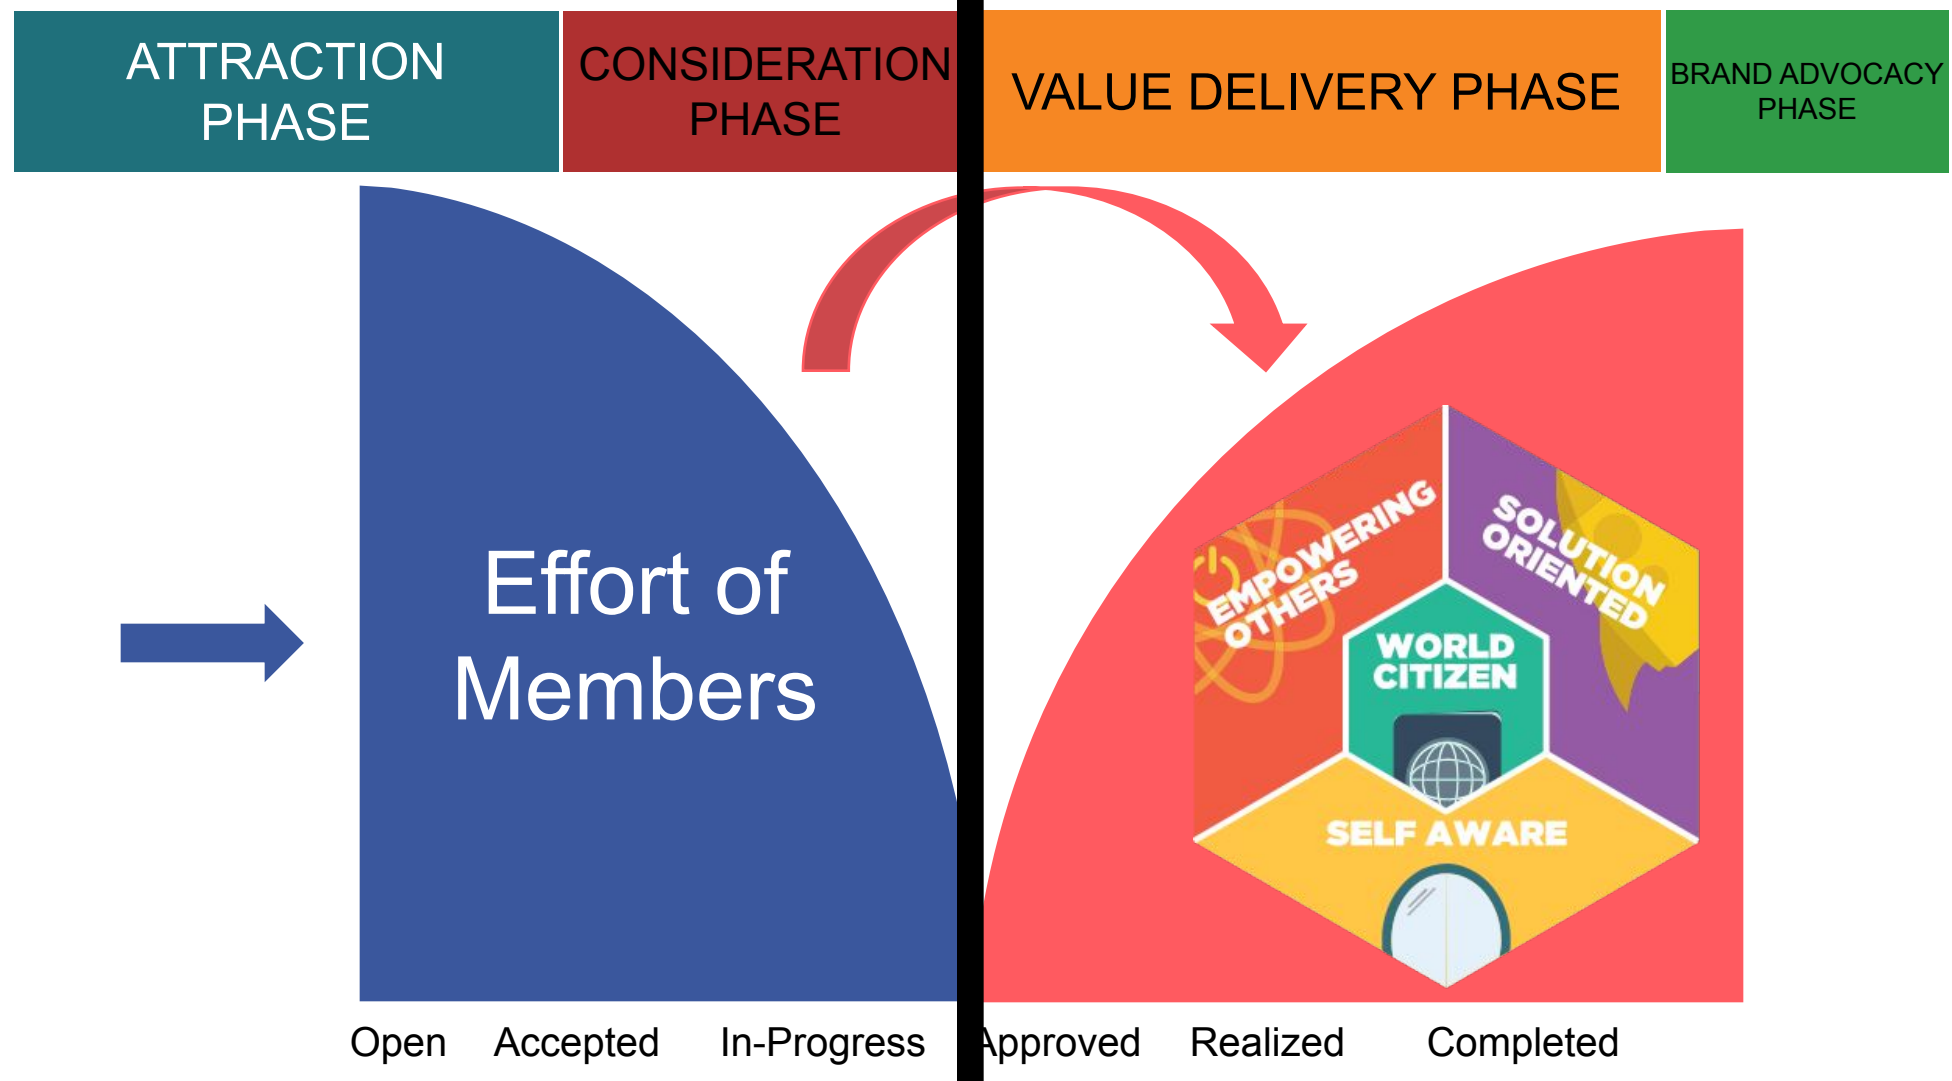 ATTRACTION
PHASE
CONSIDERATION
PHASE
VALUE DELIVERY PHASE
BRAND ADVOCACY
PHASE
Effort of
Members
EMPOWERING
OTHERS
SOLUTION
ORIENTED
WORLD
CITIZEN
SELF AWARE
Open Accepted In-Progress Approved Realized Completed